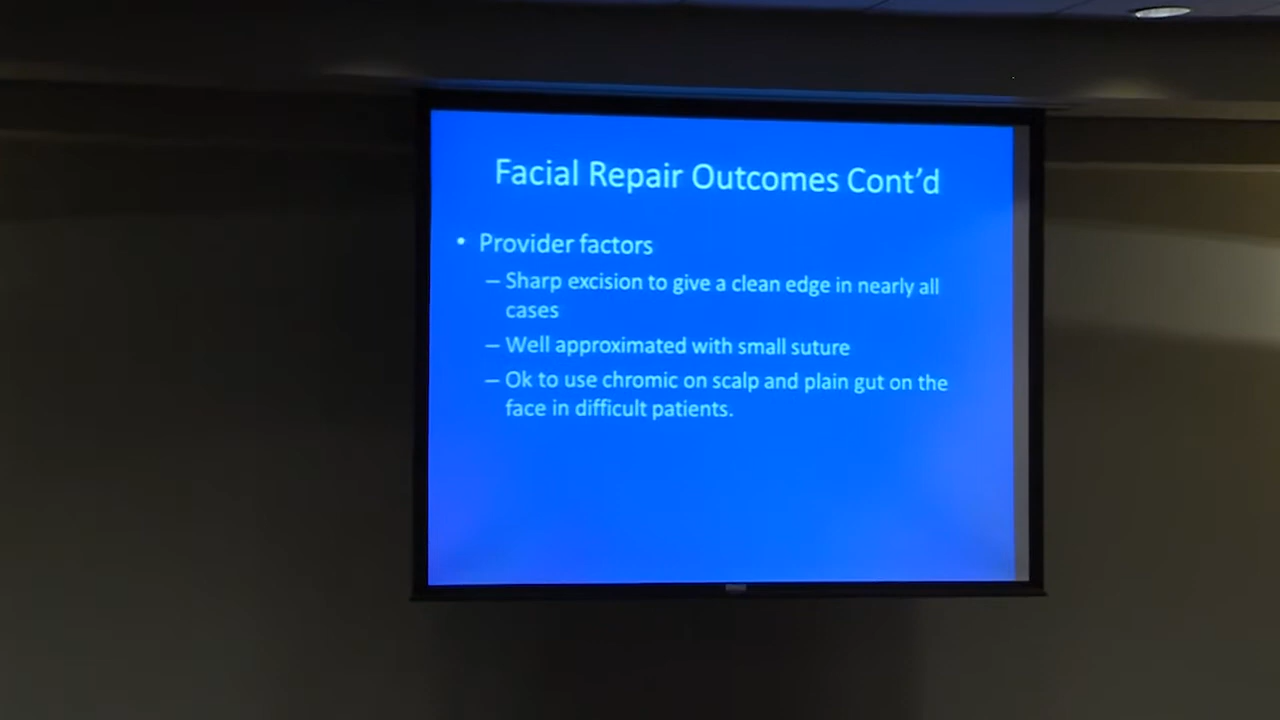 Facial Repair Outcomes Cont’d
• Provider factors
– Sharp excision to give a clean edge in nearly all
cases
– Well approximated with small suture
– Ok to use chromic on scalp and plain gut on the
face in difficult patients.